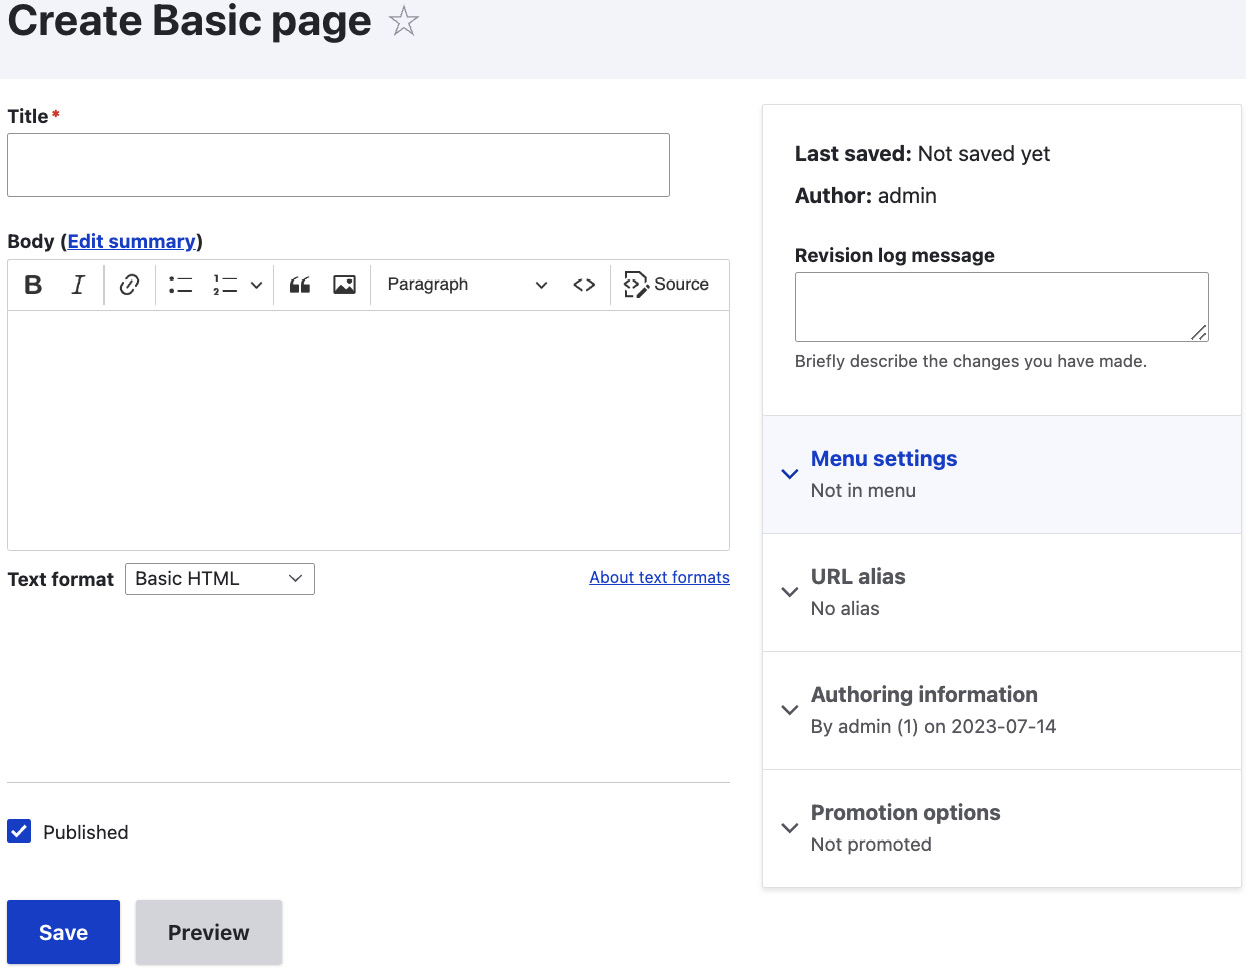 Create Basic page
Title*
Body (Edit summary)
B I Paragraph Source
Text format Basic HTML About text formats
Published
Save Preview
Last saved: Not saved yet
Author: admin
Revision log message
Briefly describe the changes you have made.
Menu settings
Not in menu
URL alias
No alias
Authoring information
By admin (1) on 2023-07-14
Promotion options
Not promoted